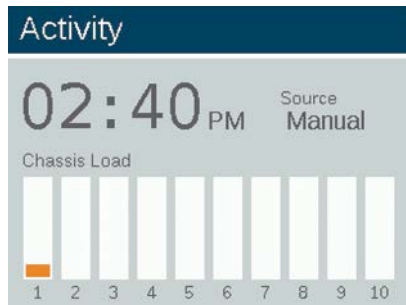 Activity
02:40 PM
Source
Manual
Chassis Load
1 2 3 4 5 6 7 8 9 10